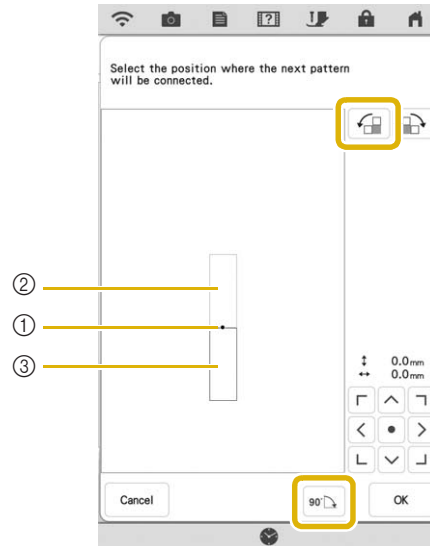 Select the position where the next pattern
will be connected.
②
①
③
0.0mm
0.0mm
Cancel
90°
OK